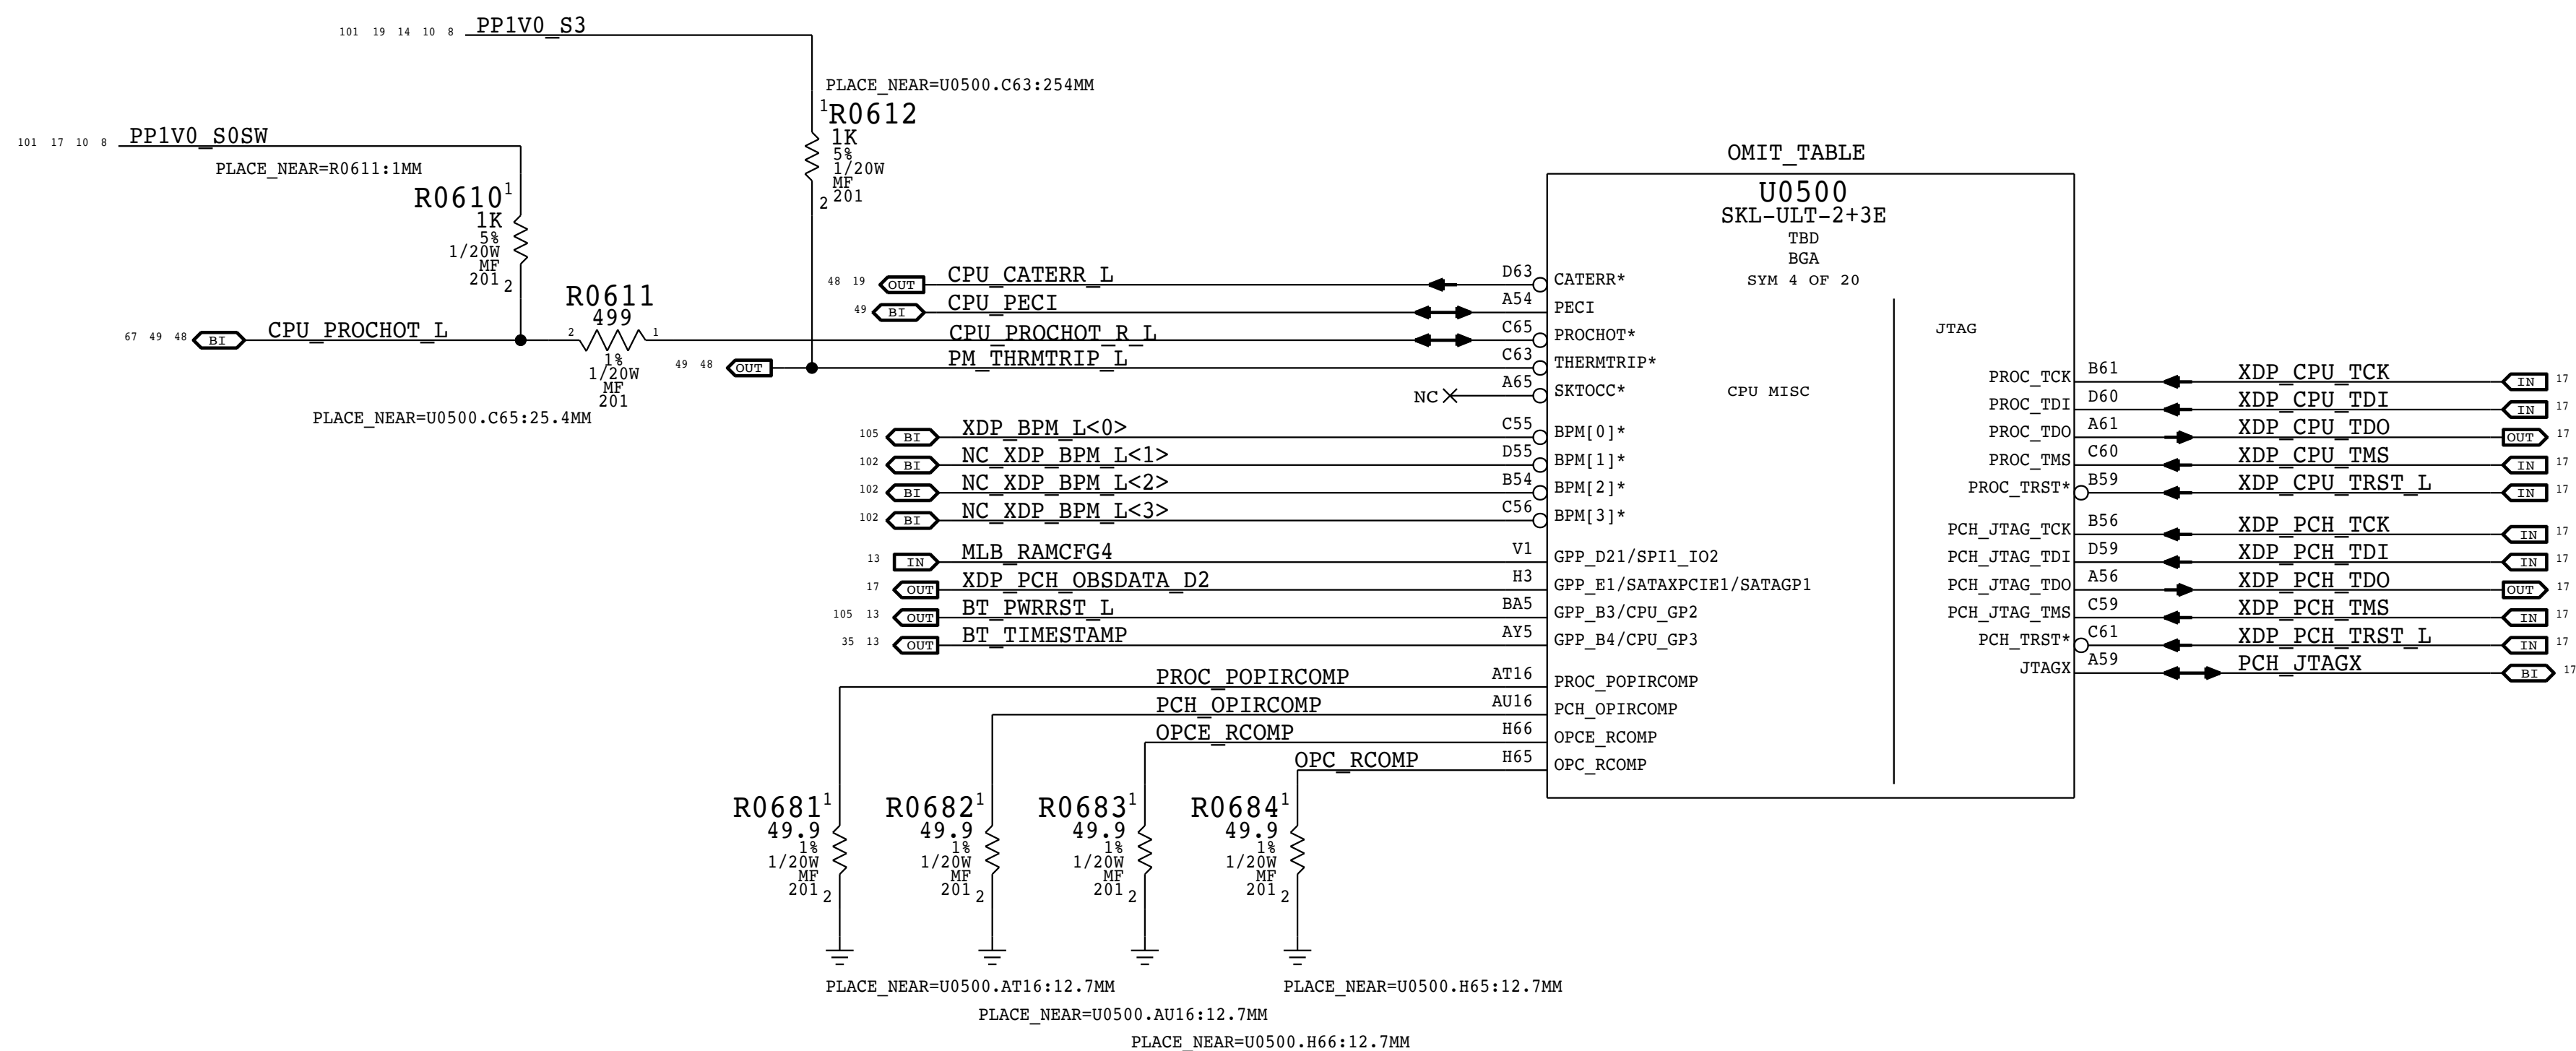 101 19 14 10 8 PP1V0_S3
PLACE_NEAR=U0500.C63:254MM
1
R0612
1K
5%
1/20W
MF
201
2
101 17 10 8 PP1V0_S0SW
PLACE_NEAR=R0611:1MM
R0610
1
1K
5%
1/20W
MF
201
2
R0611
499
2 1
1%
1/20W
MF
201
PLACE_NEAR=U0500.C65:25.4MM
67 49 48 BI CPU_PROCHOT_L
OMIT_TABLE
U0500
SKL-ULT-2+3E
TBD
BGA
SYM 4 OF 20
JTAG
CPU MISC
48 19 OUT CPU_CATERR_L D63 CATERR*
49 BI CPU_PECI A54 PECI
CPU_PROCHOT_R_L C65 PROCHOT*
49 48 OUT PM_THRMTRIP_L C63 THERMTRIP*
NC A65 SKTOCC*
105 BI XDP_BPM_L<0> C55 BPM[0]*
102 BI NC_XDP_BPM_L<1> D55 BPM[1]*
102 BI NC_XDP_BPM_L<2> B54 BPM[2]*
102 BI NC_XDP_BPM_L<3> C56 BPM[3]*
13 IN MLB_RAMCFG4 V1 GPP_D21/SPI1_IO2
17 OUT XDP_PCH_OBSDATA_D2 H3 GPP_E1/SATAXPCIE1/SATAGP1
105 13 OUT BT_PWRRST_L BA5 GPP_B3/CPU_GP2
35 13 OUT BT_TIMESTAMP AY5 GPP_B4/CPU_GP3
PROC_POPIRCOMP AT16 PROC_POPIRCOMP
PCH_OPIRCOMP AU16 PCH_OPIRCOMP
OPCE_RCOMP H66 OPCE_RCOMP
OPC_RCOMP H65 OPC_RCOMP
PROC_TCK B61 XDP_CPU_TCK IN 17
PROC_TDI D60 XDP_CPU_TDI IN 17
PROC_TDO A61 XDP_CPU_TDO OUT 17
PROC_TMS C60 XDP_CPU_TMS IN 17
PROC_TRST* B59 XDP_CPU_TRST_L IN 17
PCH_JTAG_TCK B56 XDP_PCH_TCK IN 17
PCH_JTAG_TDI D59 XDP_PCH_TDI IN 17
PCH_JTAG_TDO A56 XDP_PCH_TDO OUT 17
PCH_JTAG_TMS C59 XDP_PCH_TMS IN 17
PCH_TRST* C61 XDP_PCH_TRST_L IN 17
JTAGX A59 PCH_JTAGX BI 17
R0681
1
49.9
1%
1/20W
MF
201
2
R0682
1
49.9
1%
1/20W
MF
201
2
R0683
1
49.9
1%
1/20W
MF
201
2
R0684
1
49.9
1%
1/20W
MF
201
2
PLACE_NEAR=U0500.AT16:12.7MM
PLACE_NEAR=U0500.H65:12.7MM
PLACE_NEAR=U0500.AU16:12.7MM
PLACE_NEAR=U0500.H66:12.7MM